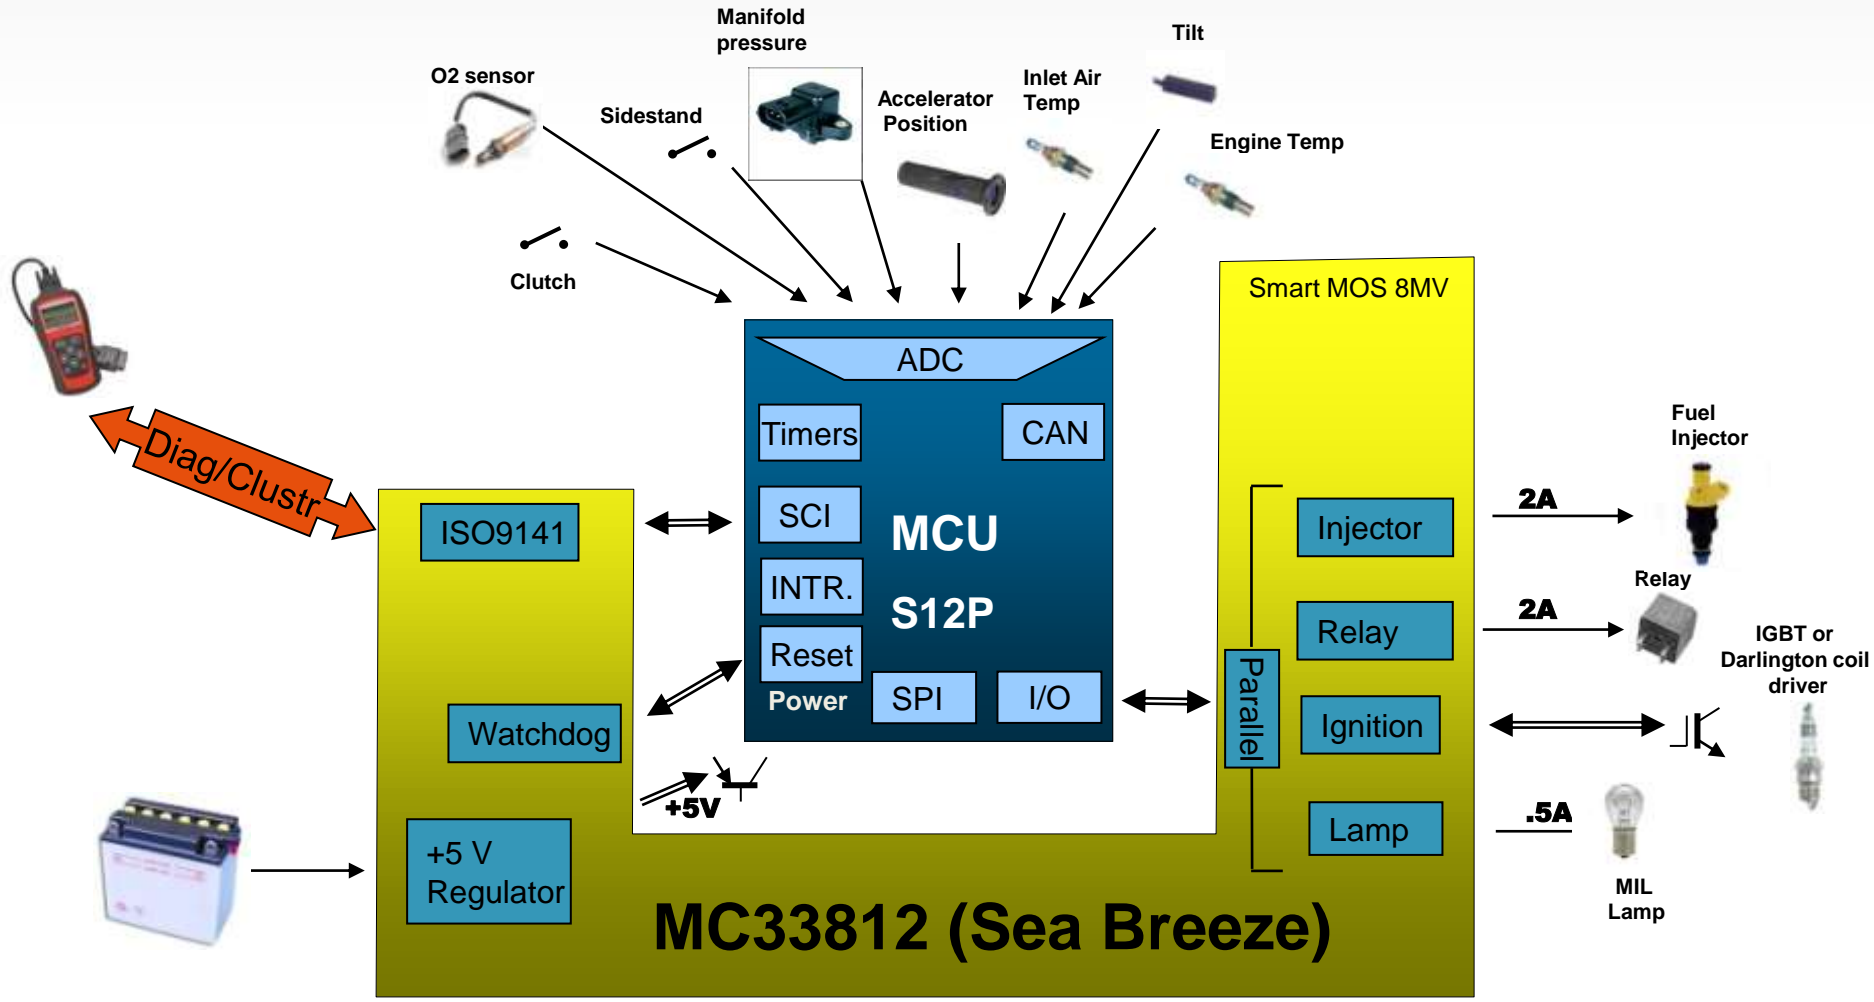 Manifold
pressure
Tilt
O2 sensor
Inlet Air
Temp
Accelerator
Position
Sidestand
Engine Temp
Clutch
Smart MOS 8MV
ADC
Timers
CAN
Diag/Clustr
Fuel
Injector
ISO9141
SCI
MCU
Injector
2A
INTR.
S12P
Relay
Relay
2A
Reset
Power
SPI
I/O
Parallel
IGBT or
Darlington coil
driver
Watchdog
Ignition
+5V
Lamp
.5A
+5 V
Regulator
MIL
Lamp
MC33812 (Sea Breeze)